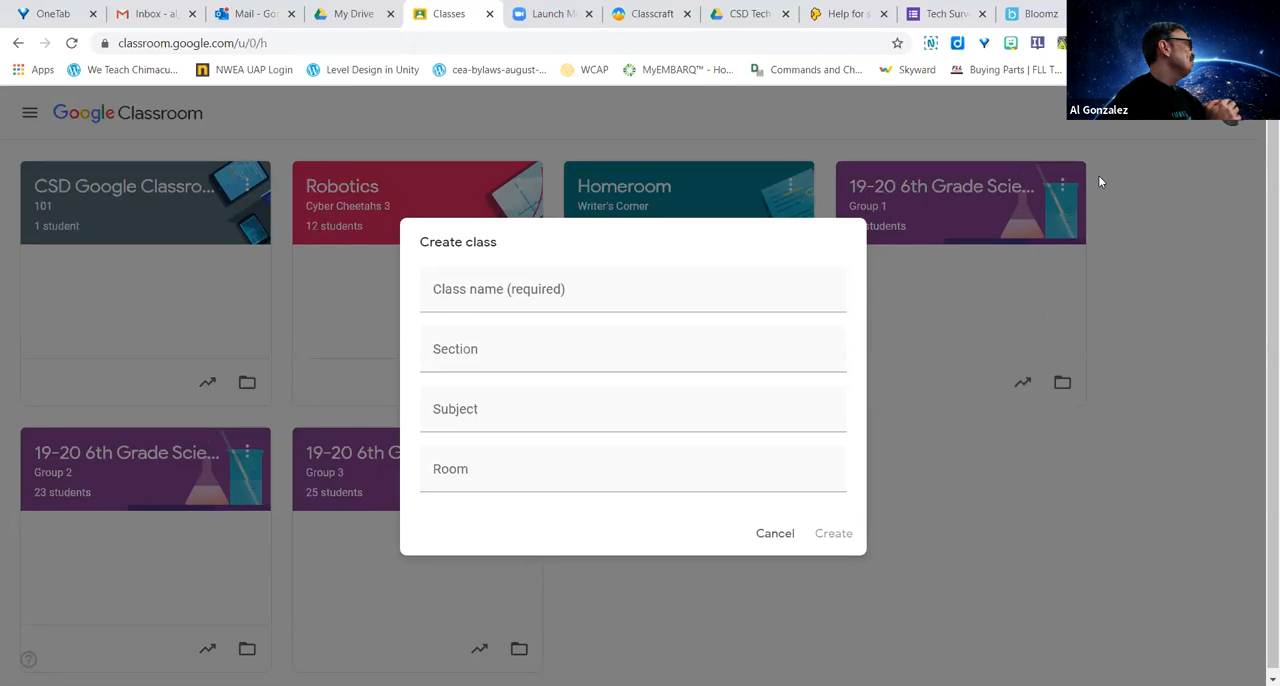 OneTab
Inbox - al
Mail - Go
My Drive
Classes
Launch M
Classcraft
CSD Tech
Help for s
Tech Surv
Bloomz
classroom.google.com/u/0/h
Apps
We Teach Chimacu...
NWEA UAP Login
Level Design in Unity
cea-bylaws-august-...
WCAP
MyEMBARQ™ - Ho...
Commands and Ch...
Skyward
Buying Parts | FLL T...
Al Gonzalez
Google Classroom
CSD Google Classro...
101
1 student
Robotics
Cyber Cheetahs 3
12 students
Homeroom
Writer's Corner
19-20 6th Grade Scie...
Group 1
students
Create class
Class name (required)
Section
Subject
Room
Cancel
Create
19-20 6th Grade Scie...
Group 2
23 students
19-20 6th G
Group 3
25 students